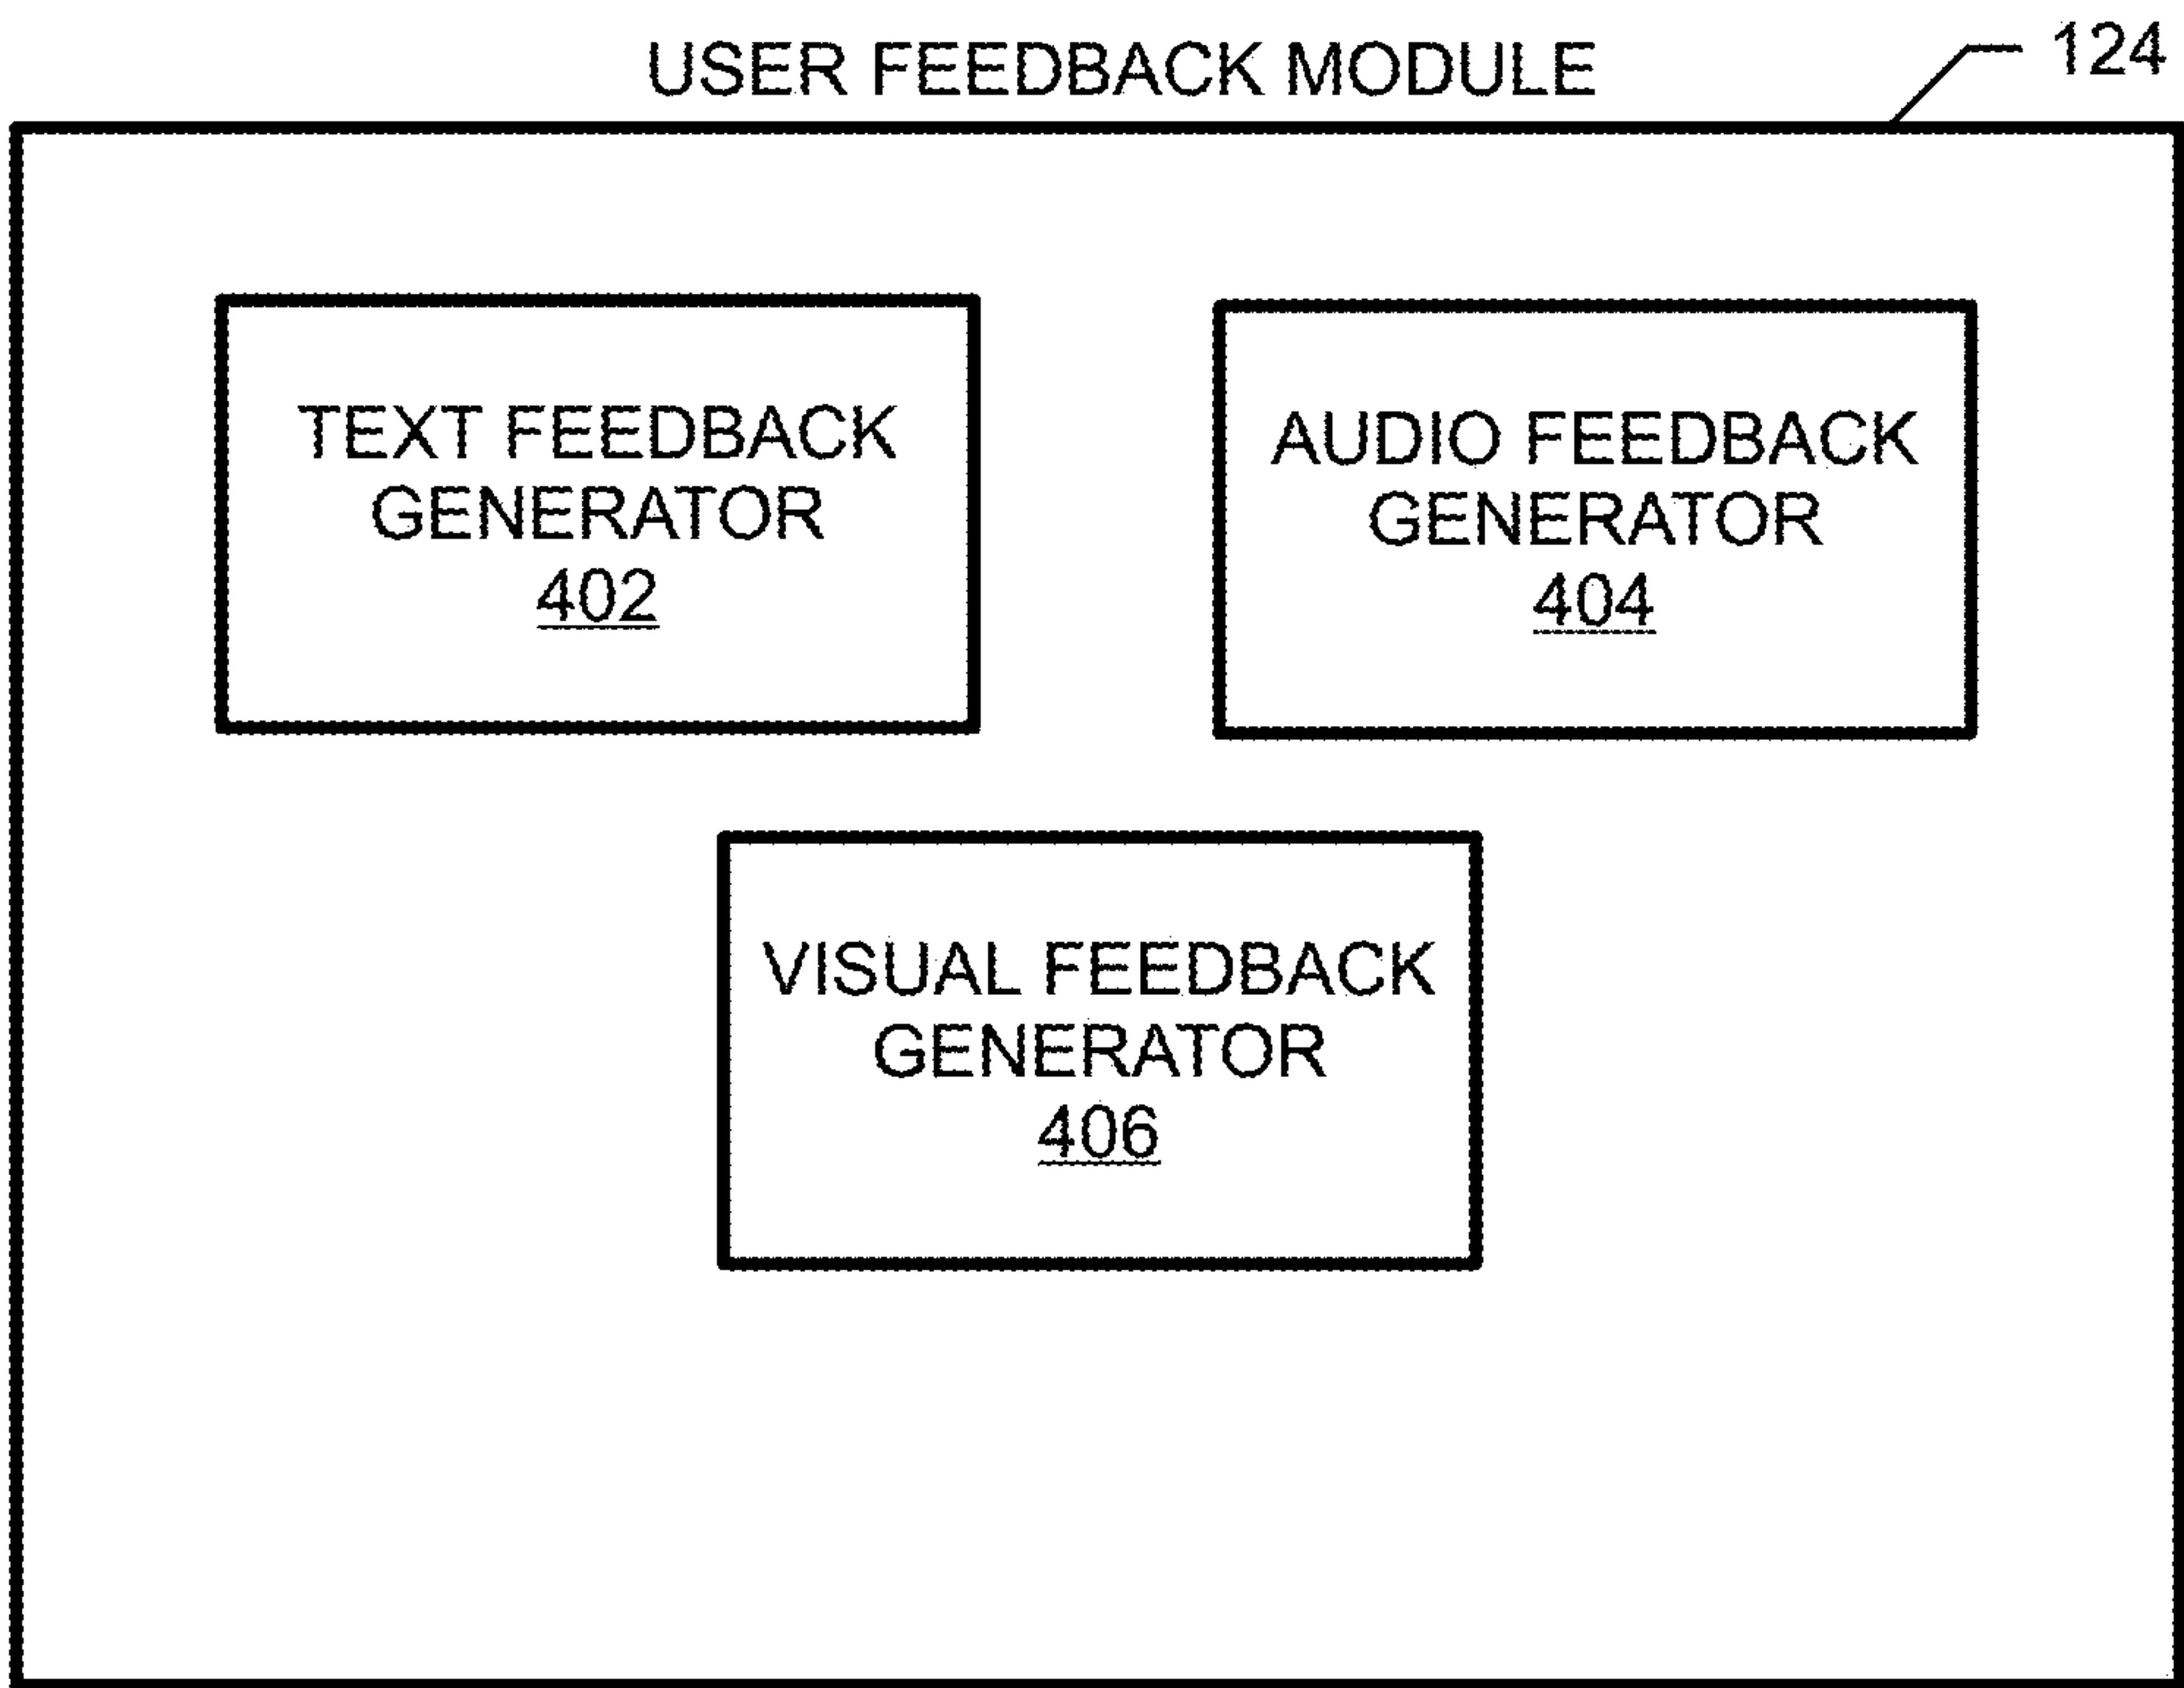 USER FEEDBACK MODULE
124
TEXT FEEDBACK
GENERATOR
402
AUDIO FEEDBACK
GENERATOR
404
VISUAL FEEDBACK
GENERATOR
406